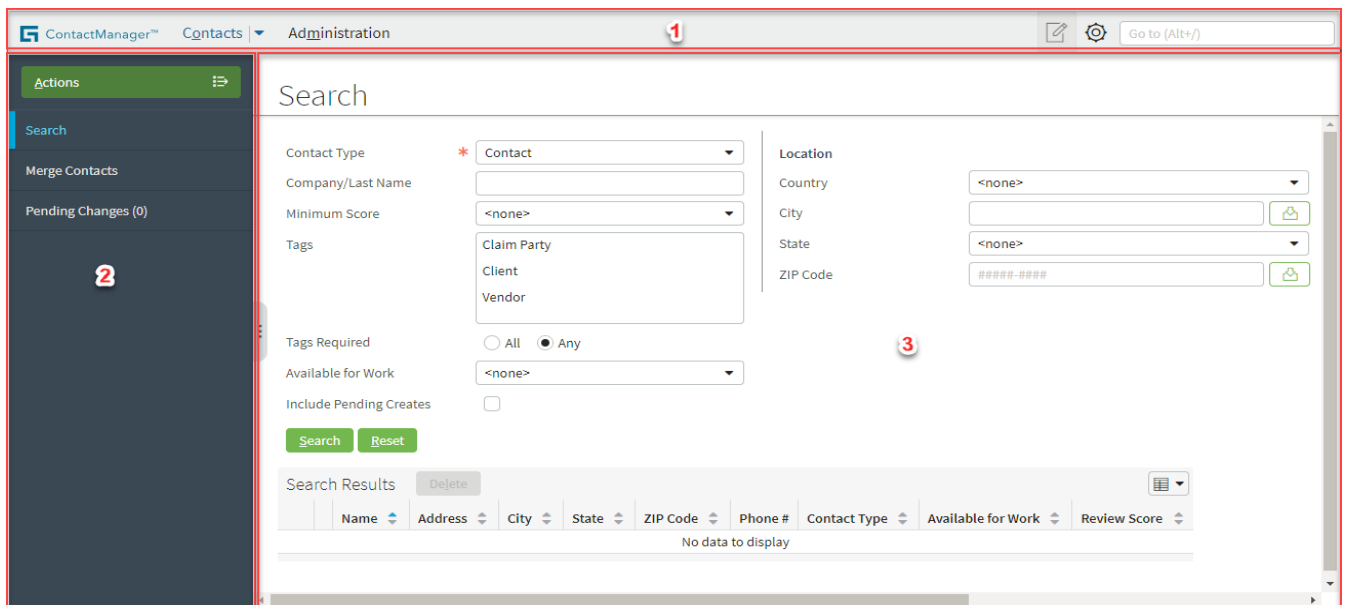 ContactManager™ Contacts Administration 1 Go to (Alt+/)
Actions
Search
Merge Contacts
Pending Changes (0)
2
Search
Contact Type * Contact
Company/Last Name
Minimum Score <none>
Tags Claim Party
Client
Vendor
Tags Required All Any
Available for Work <none>
Include Pending Creates
Search Reset
Location
Country <none>
City
State <none>
ZIP Code #####-####
3
Search Results Delete
Name Address City State ZIP Code Phone # Contact Type Available for Work Review Score
No data to display